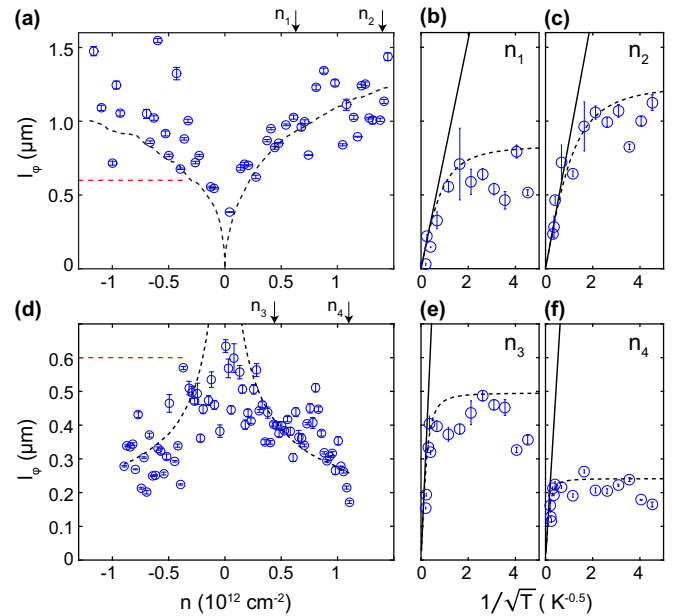 n₁ n₂
(a) (b) (c)
1.5
n₁ n₂
1.0
l_φ (μm)
0.5
0
-1 -0.5 0 0.5 1 0 2 4 0 2 4
n₃ n₄
(d) (e) (f)
n₃ n₄
0.6
0.5
0.4
l_φ (μm)
0.3
0.2
0.1
0
-1 -0.5 0 0.5 1 0 2 4 0 2 4
n (10¹² cm⁻²) 1/√T ( K⁻⁰·⁵)